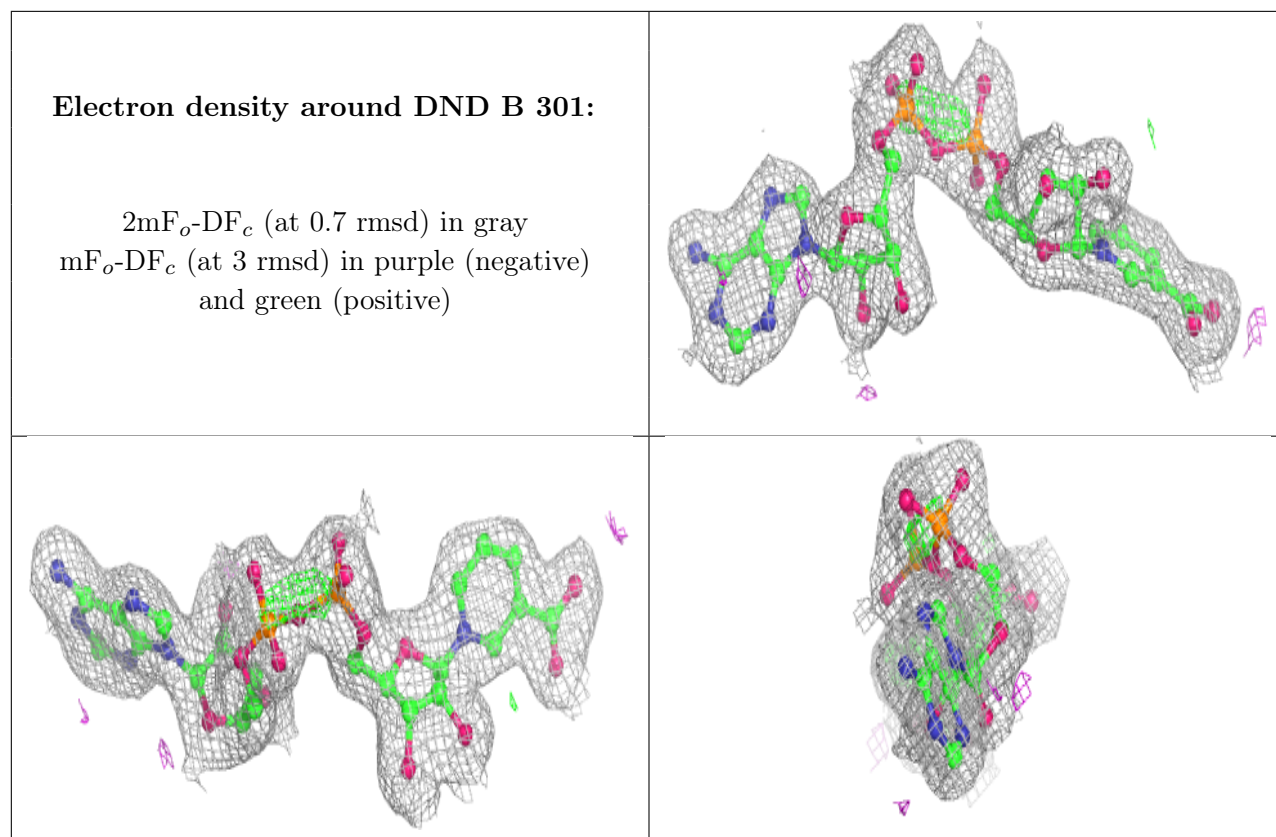 Electron density around DND B 301:
2mFo-DFc (at 0.7 rmsd) in gray
mFo-DFc (at 3 rmsd) in purple (negative)
and green (positive)